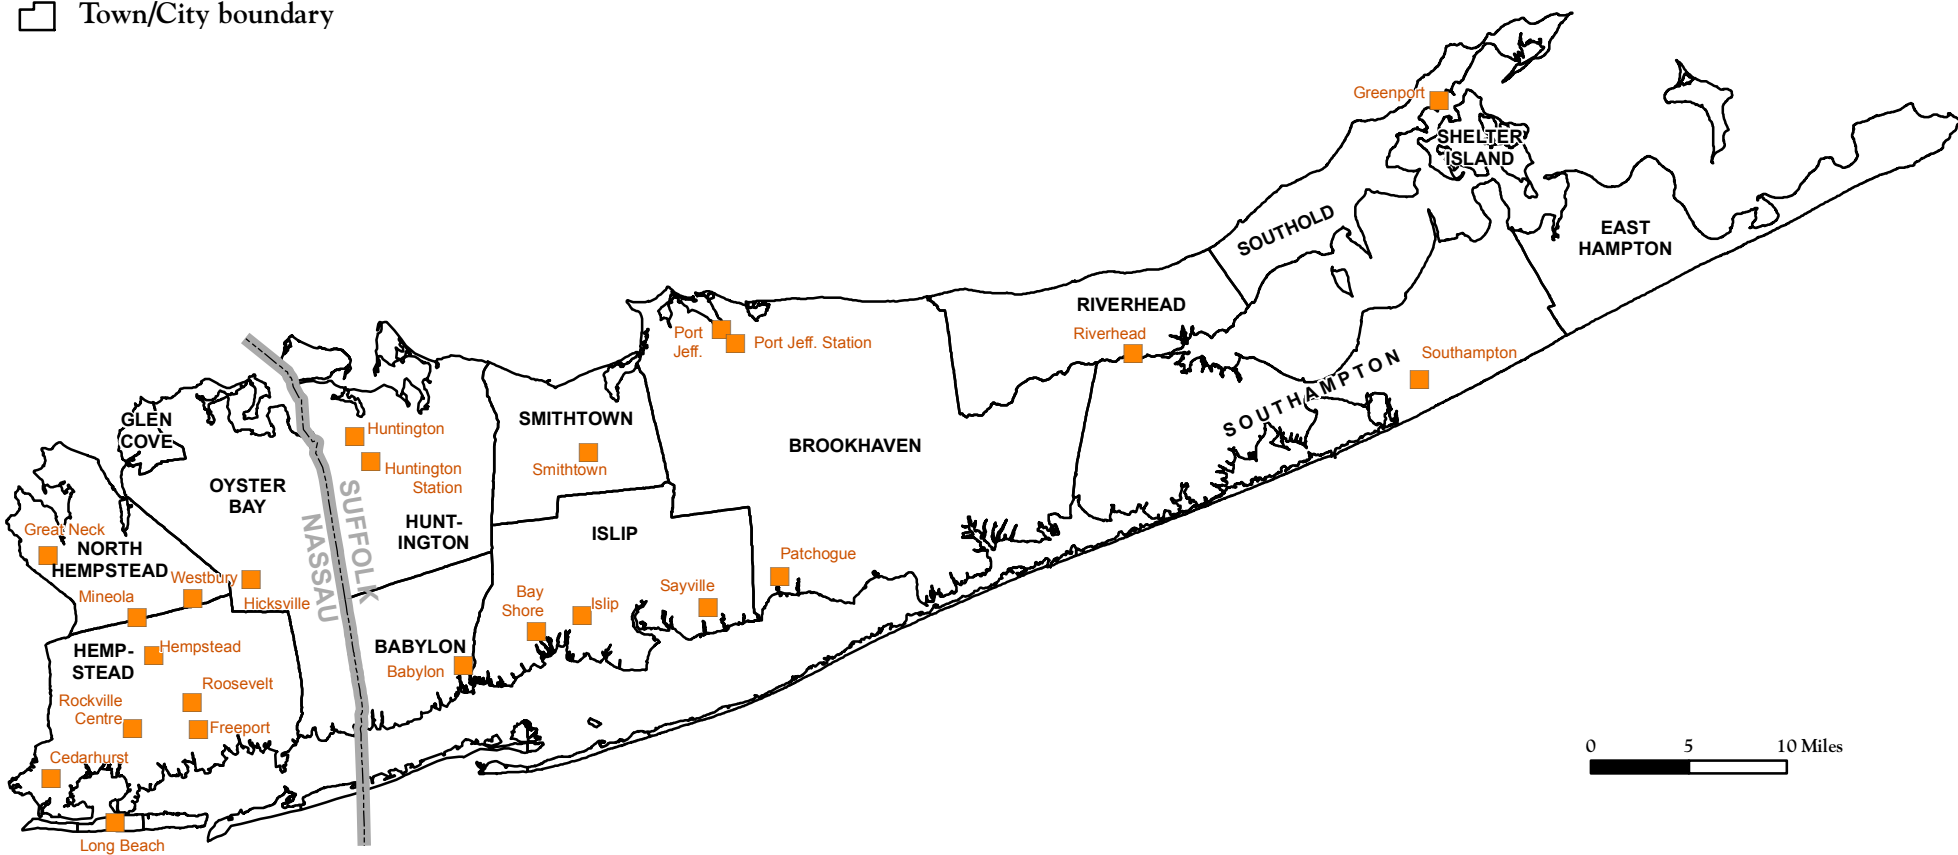 Town/City boundary
Greenport
SHELTER
ISLAND
SOUTHOLD
EAST
HAMPTON
RIVERHEAD
Riverhead
Port
Jeff.
Port Jeff. Station
Southampton
SOUTHAMPTON
GLEN
COVE
Huntington
SMITHTOWN
Smithtown
BROOKHAVEN
Huntington
Station
OYSTER
BAY
SUFFOLK
NASSAU
HUNT-
INGTON
ISLIP
Great Neck
NORTH
HEMPSTEAD
Westbury
Hicksville
Mineola
Patchogue
Bay
Shore
Islip
Sayville
HEMP-
STEAD
Hempstead
BABYLON
Babylon
Roosevelt
Rockville
Centre
Freeport
Cedarhurst
Long Beach
0 5 10 Miles